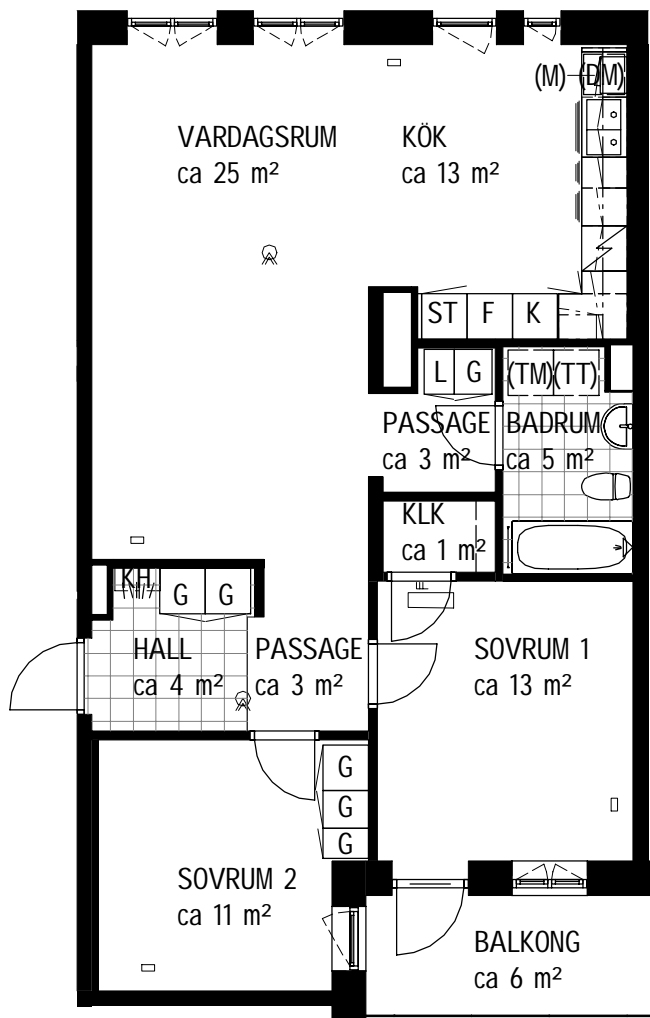 (M) (DM)
VARDAGSRUM
ca 25 m²
KÖK
ca 13 m²
ST F K
L G
(TM) (TT)
PASSAGE
ca 3 m²
BADRUM
ca 5 m²
KLK
ca 1 m²
KH G G
HALL
ca 4 m²
PASSAGE
ca 3 m²
SOVRUM 1
ca 13 m²
G
G
G
SOVRUM 2
ca 11 m²
BALKONG
ca 6 m²